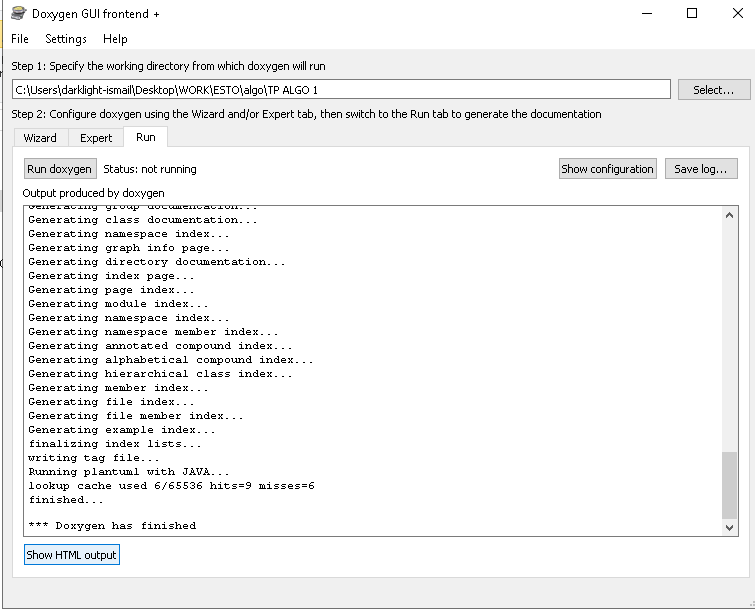 Doxygen GUI frontend +
File Settings Help
Step 1: Specify the working directory from which doxygen will run
C:\Users\darklight-ismail\Desktop\WORK\ESTO\algo\TP ALGO 1
Select...
Step 2: Configure doxygen using the Wizard and/or Expert tab, then switch to the Run tab to generate the documentation
Wizard Expert Run
Run doxygen Status: not running Show configuration Save log...
Output produced by doxygen
Generating group documentation...
Generating class documentation...
Generating namespace index...
Generating graph info page...
Generating directory documentation...
Generating index page...
Generating page index...
Generating module index...
Generating namespace index...
Generating namespace member index...
Generating annotated compound index...
Generating alphabetical compound index...
Generating hierarchical class index...
Generating member index...
Generating file index...
Generating file member index...
Generating example index...
finalizing index lists...
writing tag file...
Running plantuml with JAVA...
lookup cache used 6/65536 hits=9 misses=6
finished...
*** Doxygen has finished
Show HTML output